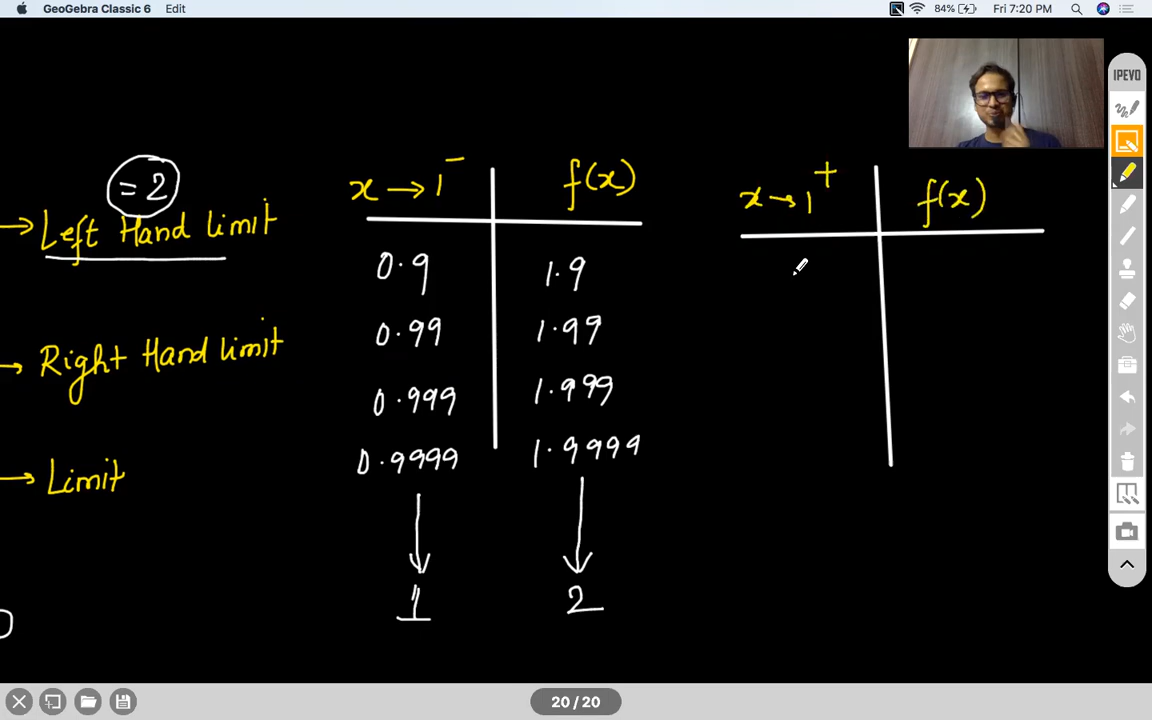 GeoGebra Classic 6 Edit
84% Fri 7:20 PM
IPEVO
= 2
→ Left Hand limit
→ Right Hand limit
→ Limit
x → 1⁻ f(x)
0.9 1.9
0.99 1.99
0.999 1.999
0.9999 1.9999
1 2
x → 1⁺ f(x)
20 / 20